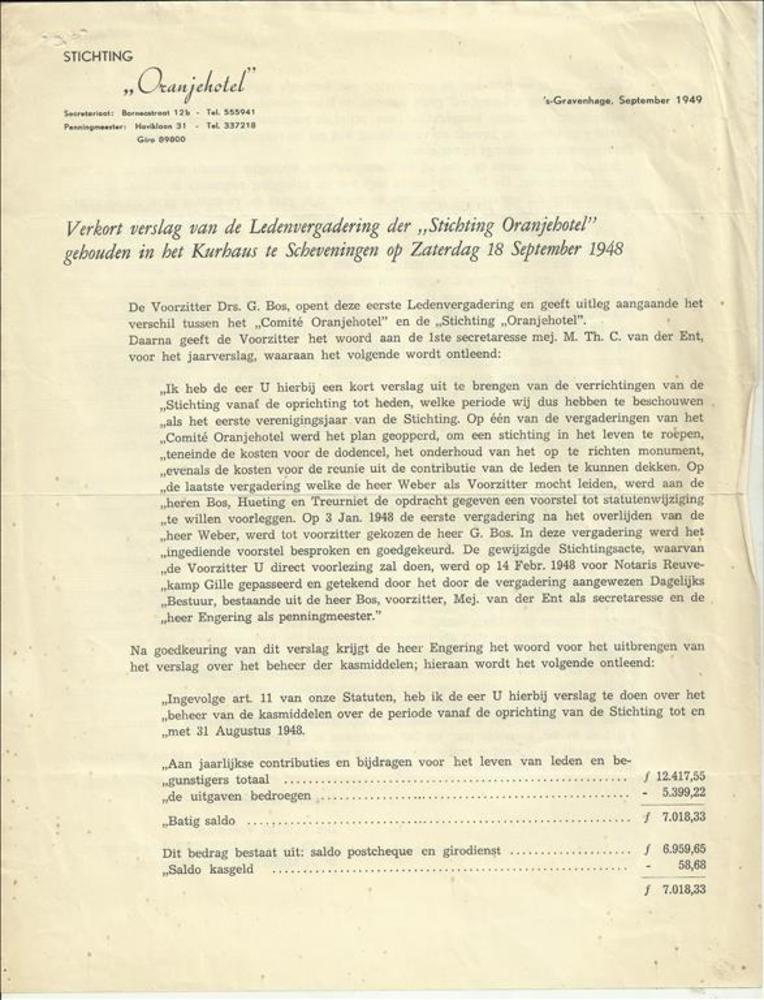 STICHTING
„Oranjehotel”
's-Gravenhage, September 1949
Secretariaat: Borneostraat 12b - Tel. 555941
Penningmeester: Haviklaan 31 - Tel. 337218
Giro 89800
Verkort verslag van de Ledenvergadering der „Stichting Oranjehotel”
gehouden in het Kurhaus te Scheveningen op Zaterdag 18 September 1948
De Voorzitter Drs. G. Bos, opent deze eerste Ledenvergadering en geeft uitleg aangaande het
verschil tussen het „Comité Oranjehotel” en de „Stichting „Oranjehotel”.
Daarna geeft de Voorzitter het woord aan de 1ste secretaresse mej. M. Th. C. van der Ent,
voor het jaarverslag, waaraan het volgende wordt ontleend:
„Ik heb de eer U hierbij een kort verslag uit te brengen van de verrichtingen van de
„Stichting vanaf de oprichting tot heden, welke periode wij dus hebben te beschouwen
„als het eerste verenigingsjaar van de Stichting. Op één van de vergaderingen van het
„Comité Oranjehotel werd het plan geopperd, om een stichting in het leven te roepen,
„teneinde de kosten voor de dodencel, het onderhoud van het op te richten monument,
„evenals de kosten voor de reunie uit de contributie van de leden te kunnen dekken. Op
„de laatste vergadering welke de heer Weber als Voorzitter mocht leiden, werd aan de
„heren Bos, Hueting en Treurniet de opdracht gegeven een voorstel tot statutenwijziging
„te willen voorleggen. Op 3 Jan. 1948 de eerste vergadering na het overlijden van de
„heer Weber, werd tot voorzitter gekozen de heer G. Bos. In deze vergadering werd het
„ingediende voorstel besproken en goedgekeurd. De gewijzigde Stichtingsacte, waarvan
„de Voorzitter U direct voorlezing zal doen, werd op 14 Febr. 1948 voor Notaris Reuve-
„kamp Gille gepasseerd en getekend door het door de vergadering aangewezen Dagelijks
„Bestuur, bestaande uit de heer Bos, voorzitter, Mej. van der Ent als secretaresse en de
„heer Engering als penningmeester.”
Na goedkeuring van dit verslag krijgt de heer Engering het woord voor het uitbrengen van
het verslag over het beheer der kasmiddelen; hieraan wordt het volgende ontleend:
„Ingevolge art. 11 van onze Statuten, heb ik de eer U hierbij verslag te doen over het
„beheer van de kasmiddelen over de periode vanaf de oprichting van de Stichting tot en
„met 31 Augustus 1948.
„Aan jaarlijkse contributies en bijdragen voor het leven van leden en be-
„gunstigers totaal .......... ƒ 12.417,55
„de uitgaven bedroegen .......... - 5.399,22
„Batig saldo .......... ƒ 7.018,33
Dit bedrag bestaat uit: saldo postcheque en girodienst .......... ƒ 6.959,65
„Saldo kasgeld .......... - 58,68
ƒ 7.018,33